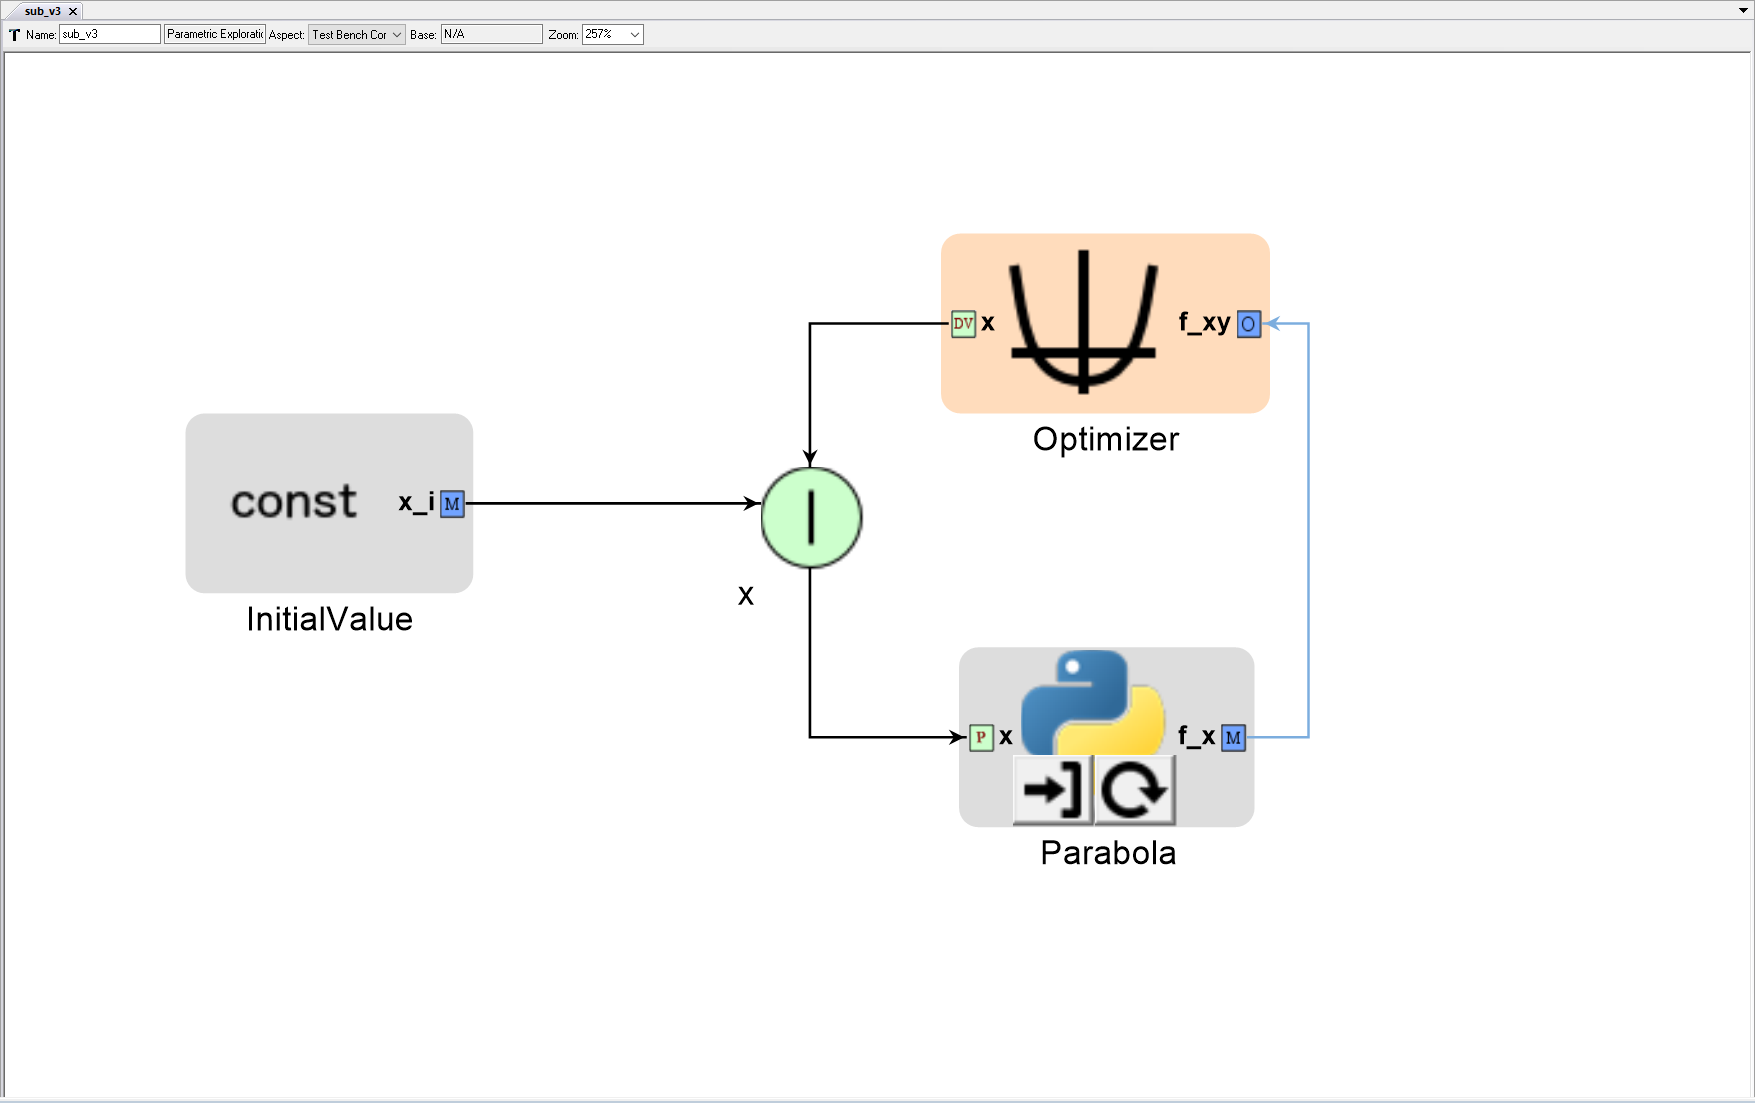 sub_v3
Name: sub_v3 Parametric Exploratic Aspect: Test Bench Cor Base: N/A Zoom: 257%
DV x f_xy O
Optimizer
const x_i M
InitialValue
x
P x f_x M
Parabola